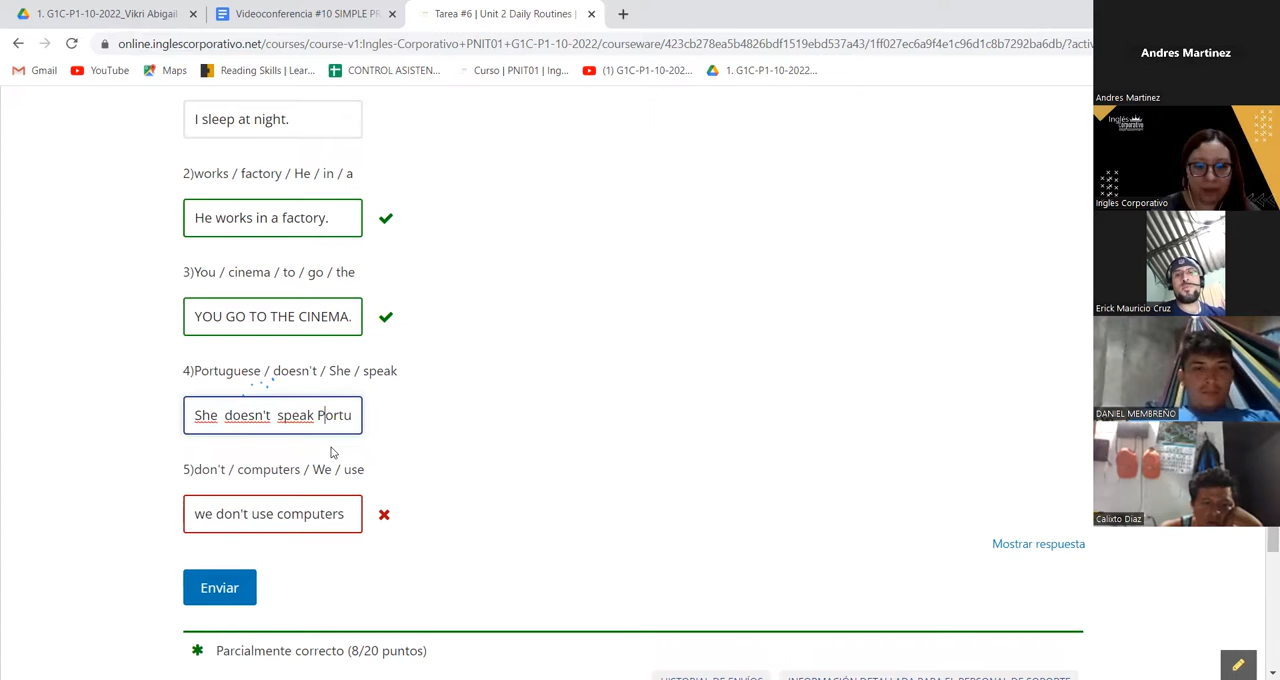 1. G1C-P1-10-2022_Vikri Abigail
Videoconferencia #10 SIMPLE PR
Tarea #6 | Unit 2 Daily Routines |
online.inglescorporativo.net/courses/course-v1:Ingles-Corporativo+PNIT01+G1C-P1-10-2022/courseware/423cb278ea5b4826bdf1519ebd537a43/1ff027ec6a9f4e1c96d1c8b7292ba6db/?activ
Gmail YouTube Maps Reading Skills | Lear... CONTROL ASISTEN... Curso | PNIT01 | Ing... (1) G1C-P1-10-202... 1. G1C-P1-10-2022...
I sleep at night.
2)works / factory / He / in / a
He works in a factory.
3)You / cinema / to / go / the
YOU GO TO THE CINEMA.
4)Portuguese / doesn't / She / speak
She doesn't speak Portu
5)don't / computers / We / use
we don't use computers
Mostrar respuesta
Enviar
Parcialmente correcto (8/20 puntos)
HISTORIAL DE ENVÍOS
INFORMACIÓN DETALLADA PARA EL PERSONAL DE SOPORTE
Andres Martinez
Andres Martinez
Inglés
Corporativo
Ingles Corporativo
Erick Mauricio Cruz
DANIEL MEMBREÑO
Calixto Diaz